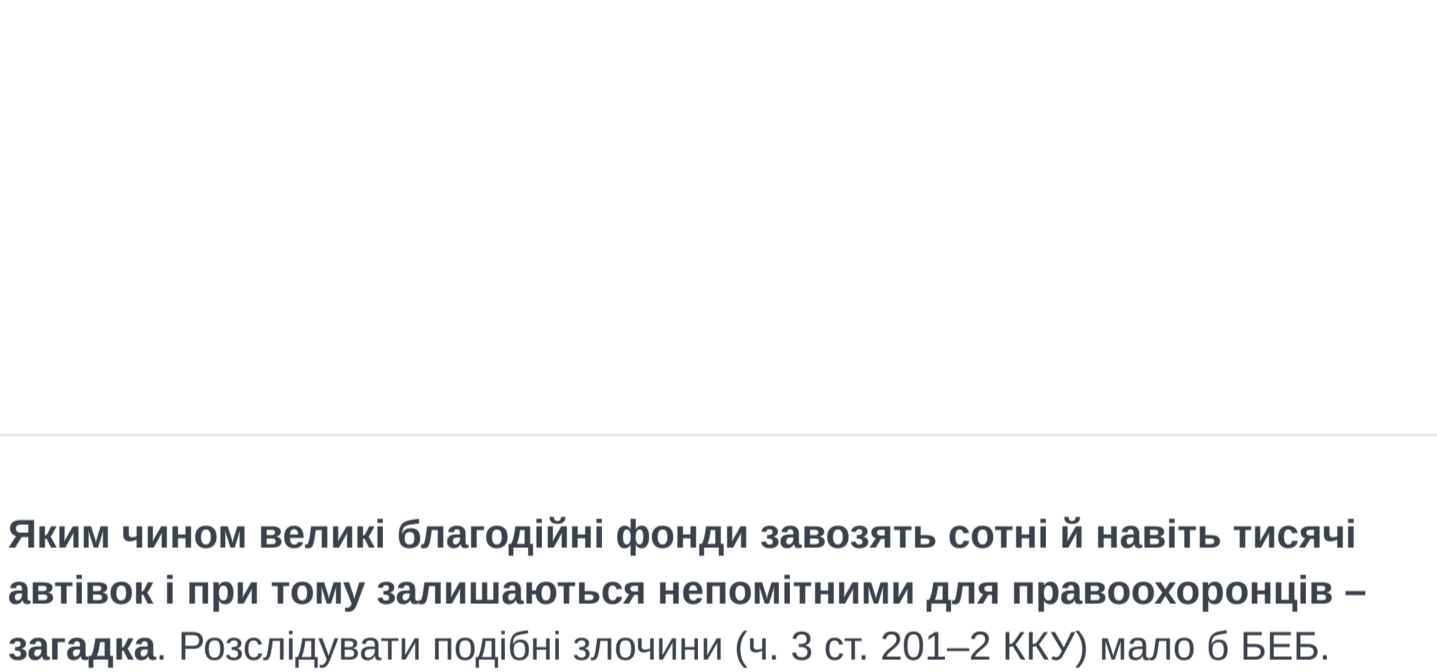 Яким чином великі благодійні фонди завозять сотні й навіть тисячі
автівок і при тому залишаються непомітними для правоохоронців –
загадка. Розслідувати подібні злочини (ч. 3 ст. 201–2 ККУ) мало б БЕБ.